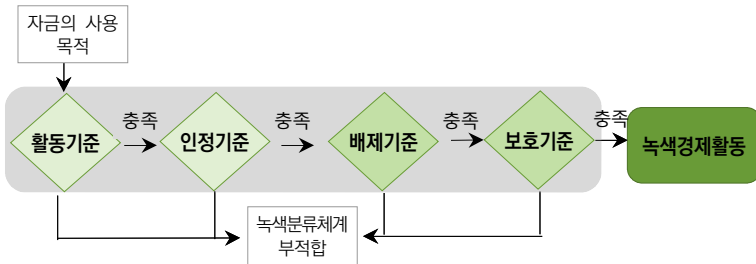 자금의 사용
목적
충족
충족
충족
충족
활동기준
인정기준
배제기준
보호기준
녹색경제활동
녹색분류체계
부적합